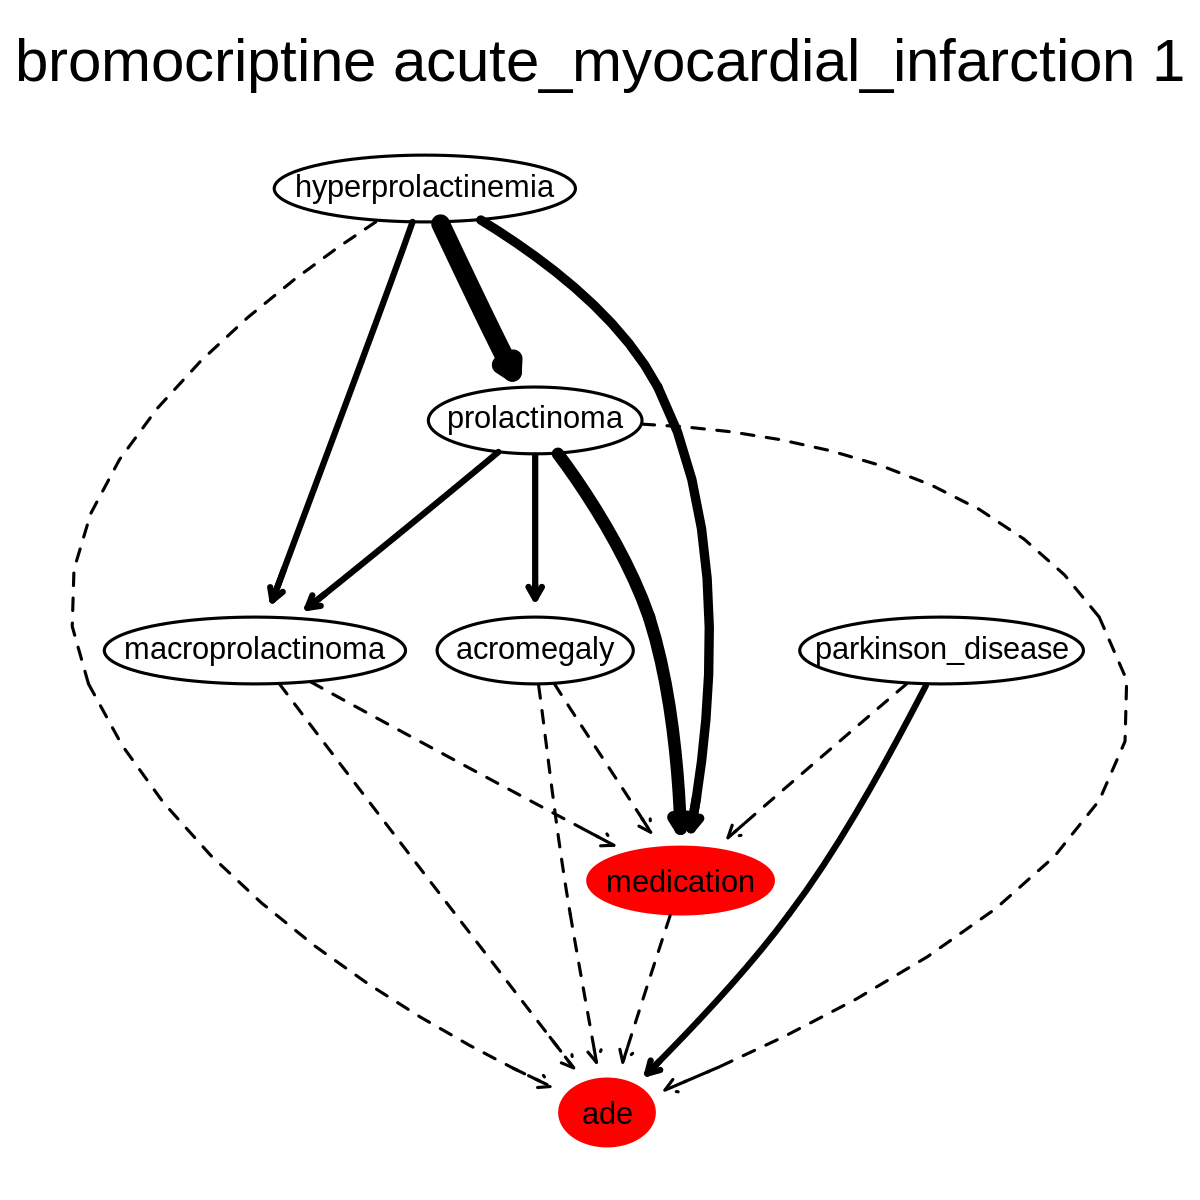 bromocriptine acute_myocardial_infarction 1
hyperprolactinemia
prolactinoma
macroprolactinoma
acromegaly
parkinson_disease
medication
ade